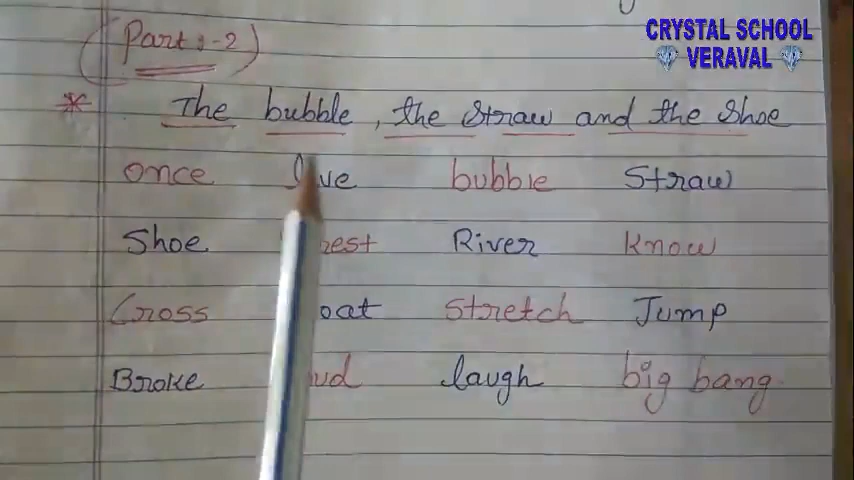 CRYSTAL SCHOOL
VERAVAL
(Part :-2)
* The bubble, the straw and the Shoe
once live bubble Straw
Shoe River Know
Cross Stretch Jump
Broke laugh big bang.